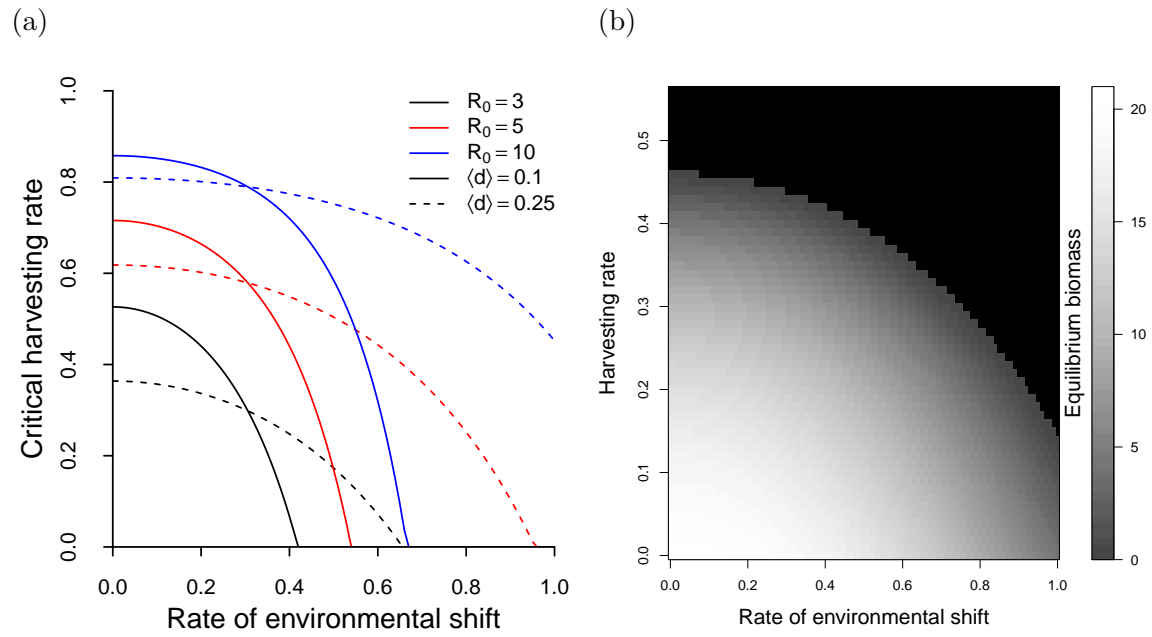 (a)
1.0
0.8
0.6
0.4
0.2
0.0
Critical harvesting rate
R₀ = 3
R₀ = 5
R₀ = 10
⟨d⟩ = 0.1
⟨d⟩ = 0.25
0.0 0.2 0.4 0.6 0.8 1.0
Rate of environmental shift
(b)
0.5
0.4
0.3
0.2
0.1
0.0
Harvesting rate
0.0 0.2 0.4 0.6 0.8 1.0
Rate of environmental shift
Equilibrium biomass
20
15
10
5
0